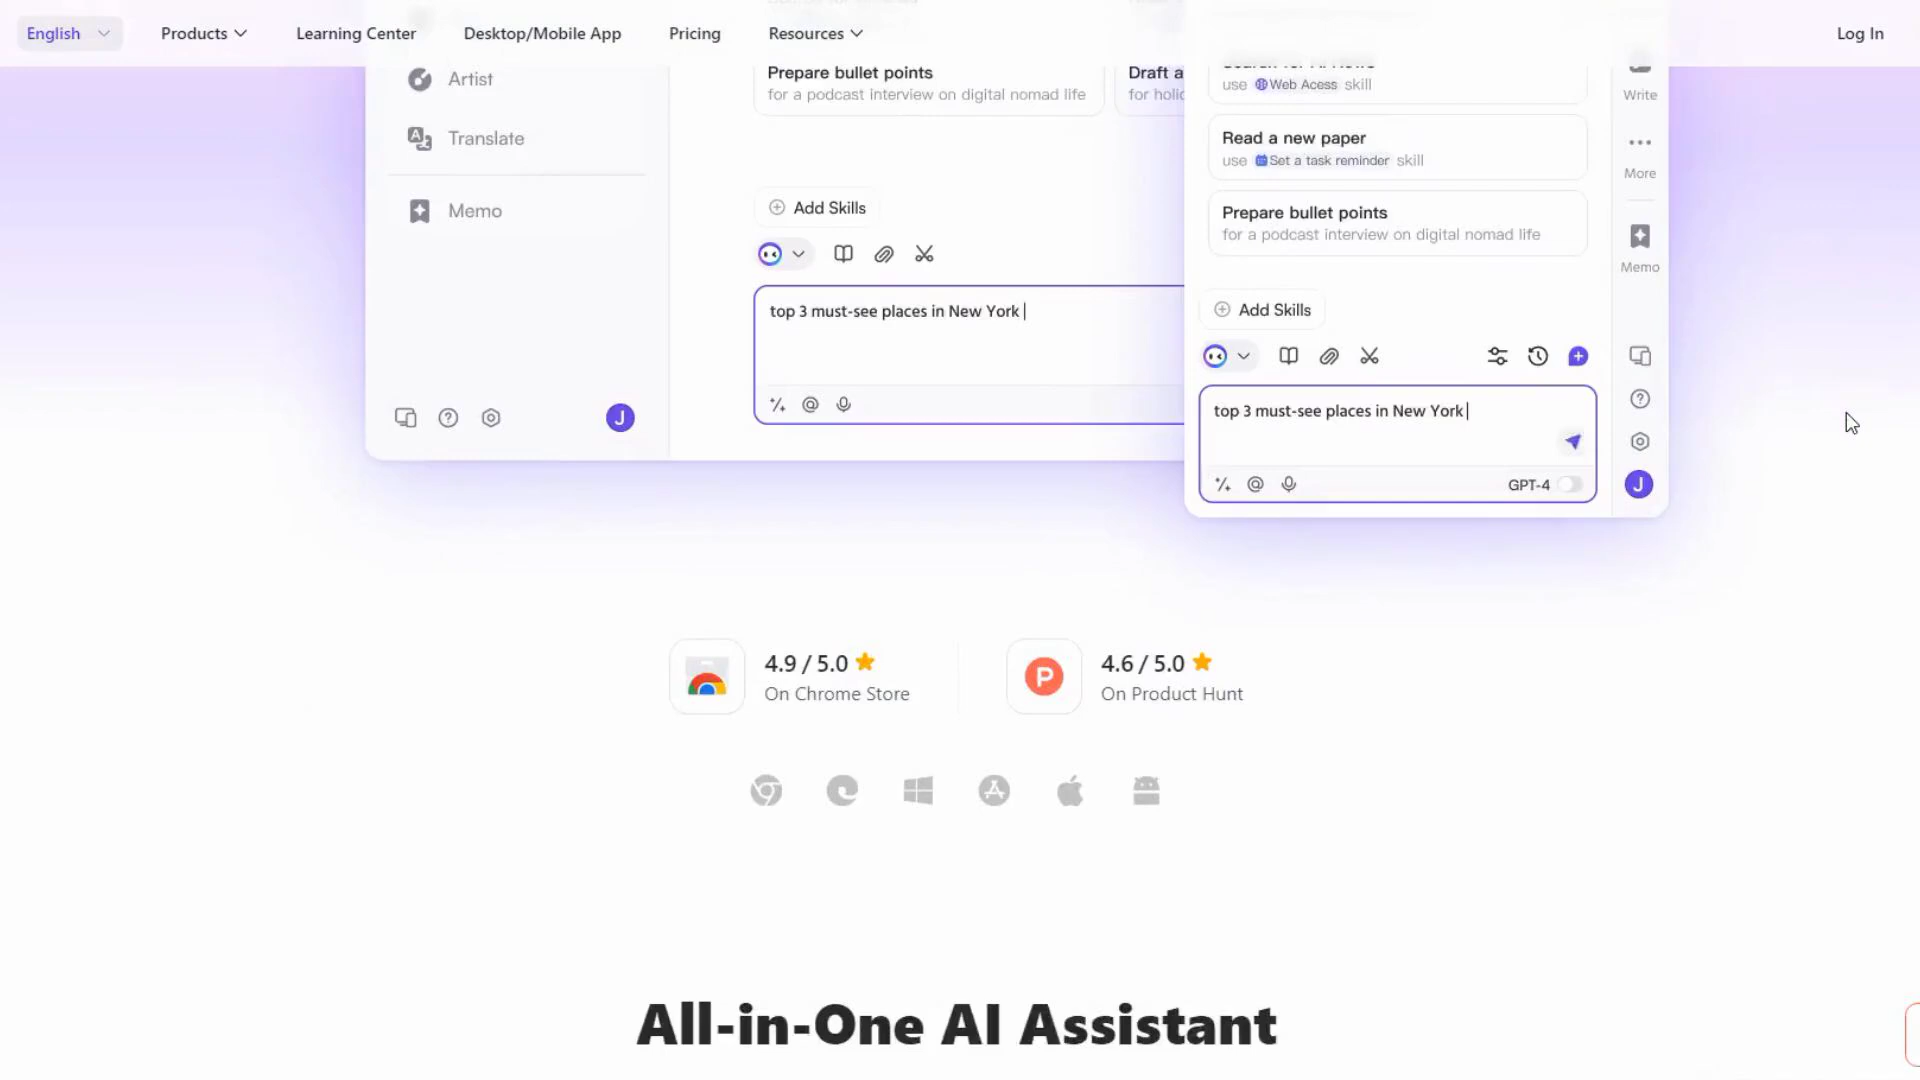 English
Products
Learning Center
Desktop/Mobile App
Pricing
Resources
Log In
Artist
Translate
Memo
Prepare bullet points
for a podcast interview on digital nomad life
Draft a
for holid
Add Skills
top 3 must-see places in New York
J
use Web Acess skill
Read a new paper
use Set a task reminder skill
Prepare bullet points
for a podcast interview on digital nomad life
Add Skills
top 3 must-see places in New York
GPT-4
Write
More
Memo
J
4.9 / 5.0
On Chrome Store
P
4.6 / 5.0
On Product Hunt
All-in-One AI Assistant